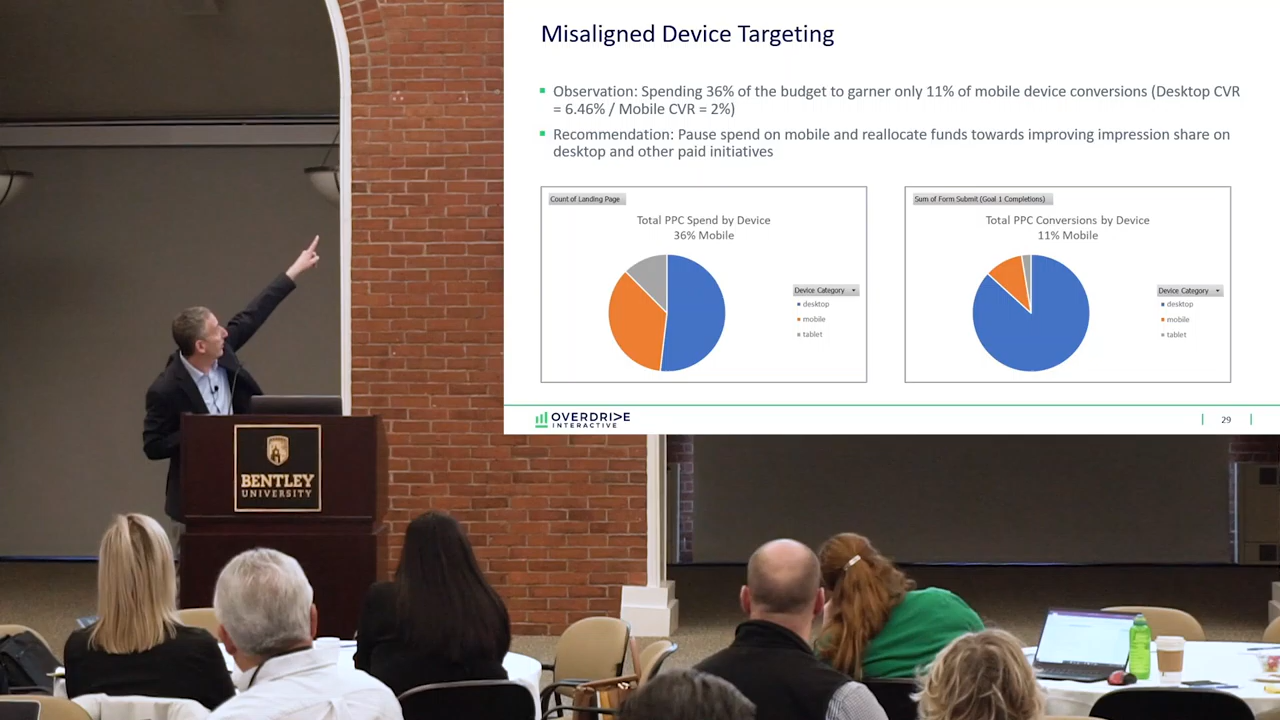 Misaligned Device Targeting
Observation: Spending 36% of the budget to garner only 11% of mobile device conversions (Desktop CVR
= 6.46% / Mobile CVR = 2%)
Recommendation: Pause spend on mobile and reallocate funds towards improving impression share on
desktop and other paid initiatives
Count of Landing Page
Total PPC Spend by Device
36% Mobile
Device Category
desktop
mobile
tablet
Sum of Form Submit (Goal 1 Completions)
Total PPC Conversions by Device
11% Mobile
Device Category
desktop
mobile
tablet
OVERDRIVE
INTERACTIVE
29
BENTLEY
UNIVERSITY